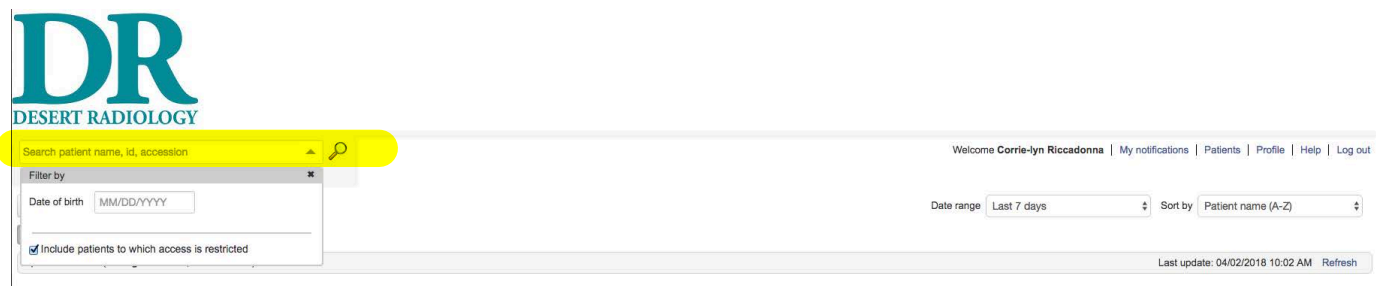 DR
DESERT RADIOLOGY
Search patient name, id, accession
Welcome Corrie-lyn Riccadonna | My notifications | Patients | Profile | Help | Log out
Filter by
Date of birth MM/DD/YYYY
Date range Last 7 days Sort by Patient name (A-Z)
Include patients to which access is restricted
Last update: 04/02/2018 10:02 AM Refresh